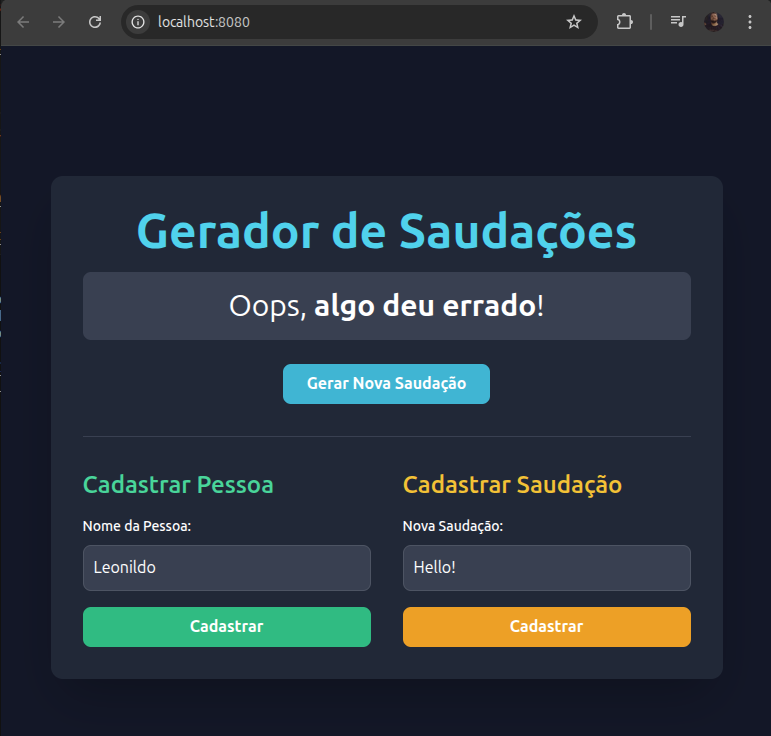 localhost:8080
Gerador de Saudações
Oops, algo deu errado!
Gerar Nova Saudação
Cadastrar Pessoa
Nome da Pessoa:
Leonildo
Cadastrar
Cadastrar Saudação
Nova Saudação:
Hello!
Cadastrar